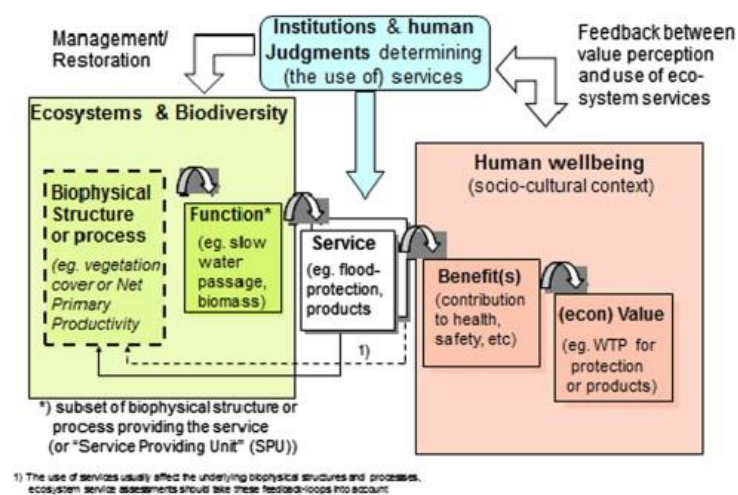 Institutions & human
Judgments determining
(the use of) services
Management/
Restoration
Feedback between
value perception
and use of eco-
system services
Ecosystems & Biodiversity
Biophysical
Structure
or process
(eg. vegetation
cover or Net
Primary
Productivity
Function*
(eg. slow
water
passage,
biomass)
Service
(eg. flood-
protection,
products
Human wellbeing
(socio-cultural context)
Benefit(s)
(contribution
to health,
safety, etc)
(econ) Value
(eg. WTP for
protection
or products)
1)
*) subset of biophysical structure or
process providing the service
(or “Service Providing Unit” (SPU))
1) The use of services usually affect the underlying biophysical structures and processes,
ecosystem service assessments should take these feedback-loops into account